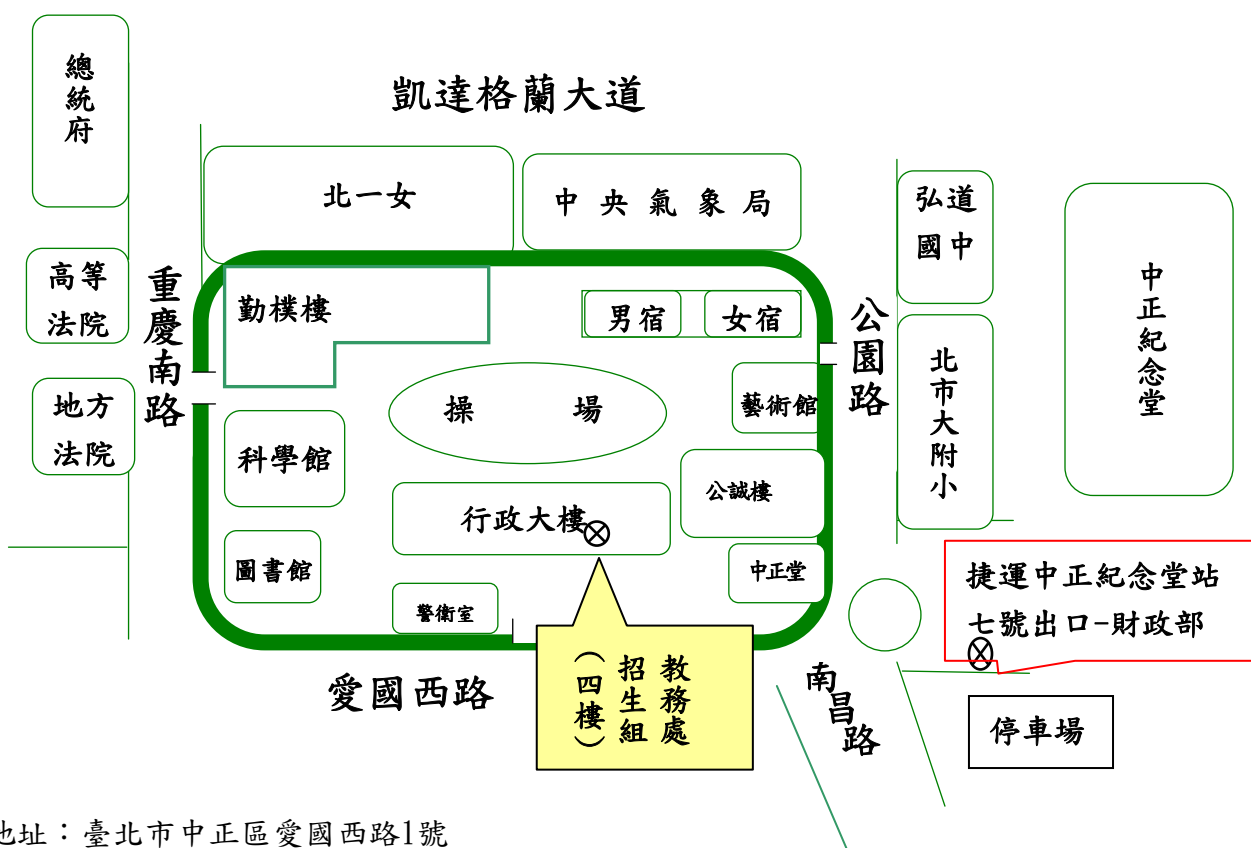 總統府
凱達格蘭大道
北一女
中央氣象局
弘道
國中
中正紀念堂
高等
法院
重慶南路
勤樸樓
男宿
女宿
公園路
北市大附小
地方
法院
操場
藝術館
科學館
公誠樓
行政大樓
圖書館
中正堂
警衛室
捷運中正紀念堂站
七號出口-財政部
教務處
招生組
(四樓)
愛國西路
南昌路
停車場
地址：臺北市中正區愛國西路1號